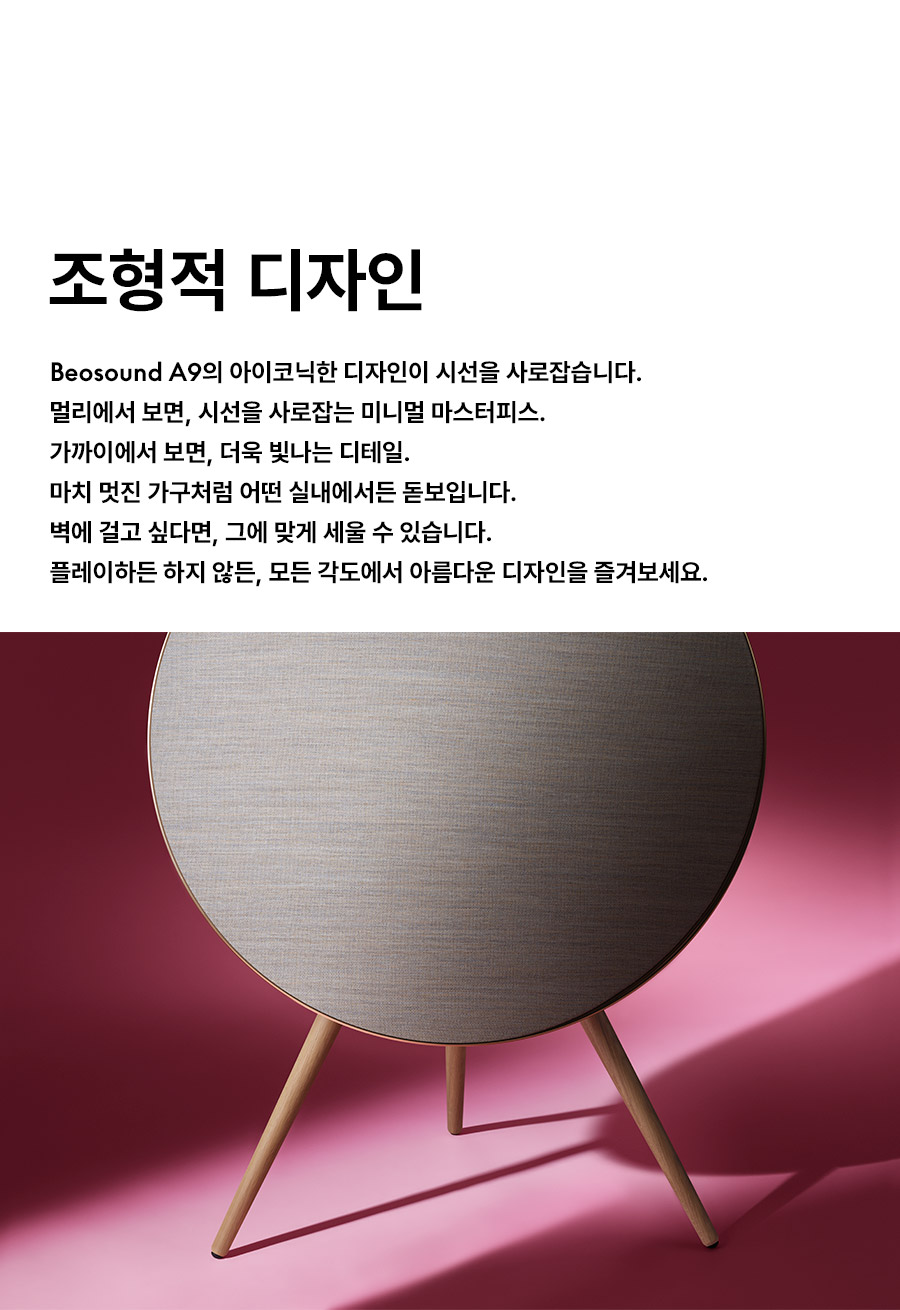 조형적 디자인
Beosound A9의 아이코닉한 디자인이 시선을 사로잡습니다.
멀리에서 보면, 시선을 사로잡는 미니멀 마스터피스.
가까이에서 보면, 더욱 빛나는 디테일.
마치 멋진 가구처럼 어떤 실내에서든 돋보입니다.
벽에 걸고 싶다면, 그에 맞게 세울 수 있습니다.
플레이하든 하지 않든, 모든 각도에서 아름다운 디자인을 즐겨보세요.